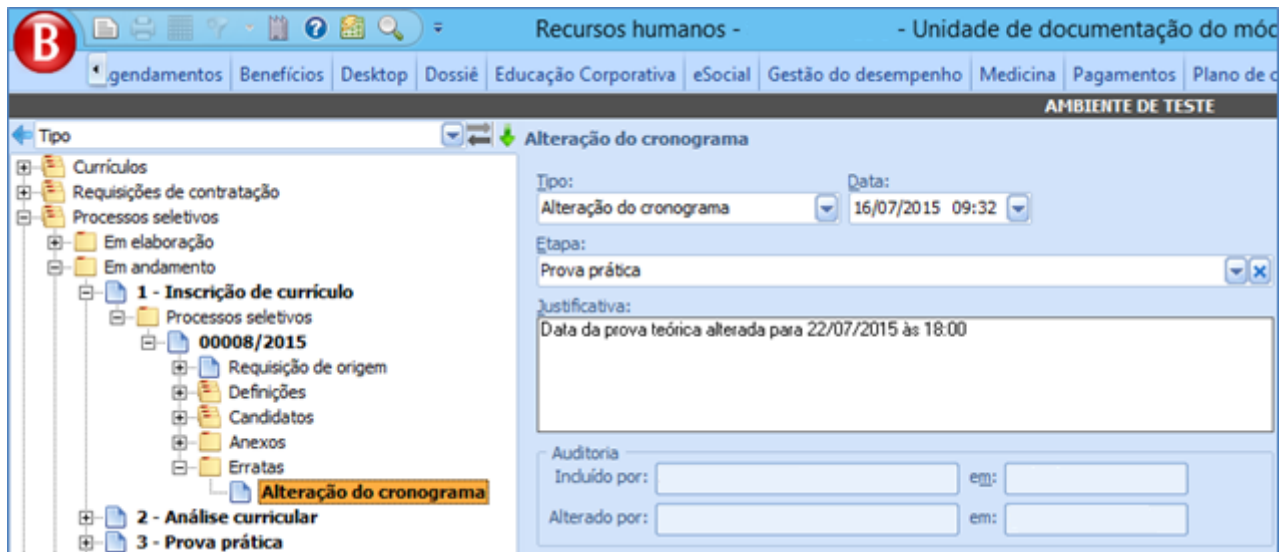 B
Recursos humanos - - Unidade de documentação do móc
gendamentos Benefícios Desktop Dossiê Educação Corporativa eSocial Gestão do desempenho Medicina Pagamentos Plano de c
AMBIENTE DE TESTE
Tipo
Currículos
Requisições de contratação
Processos seletivos
Em elaboração
Em andamento
1 - Inscrição de currículo
Processos seletivos
00008/2015
Requisição de origem
Definições
Candidatos
Anexos
Erratas
Alteração do cronograma
2 - Análise curricular
3 - Prova prática
Alteração do cronograma
Tipo: Data:
Alteração do cronograma 16/07/2015 09:32
Etapa:
Prova prática
Justificativa:
Data da prova teórica alterada para 22/07/2015 às 18:00
Auditoria
Incluído por: em:
Alterado por: em: